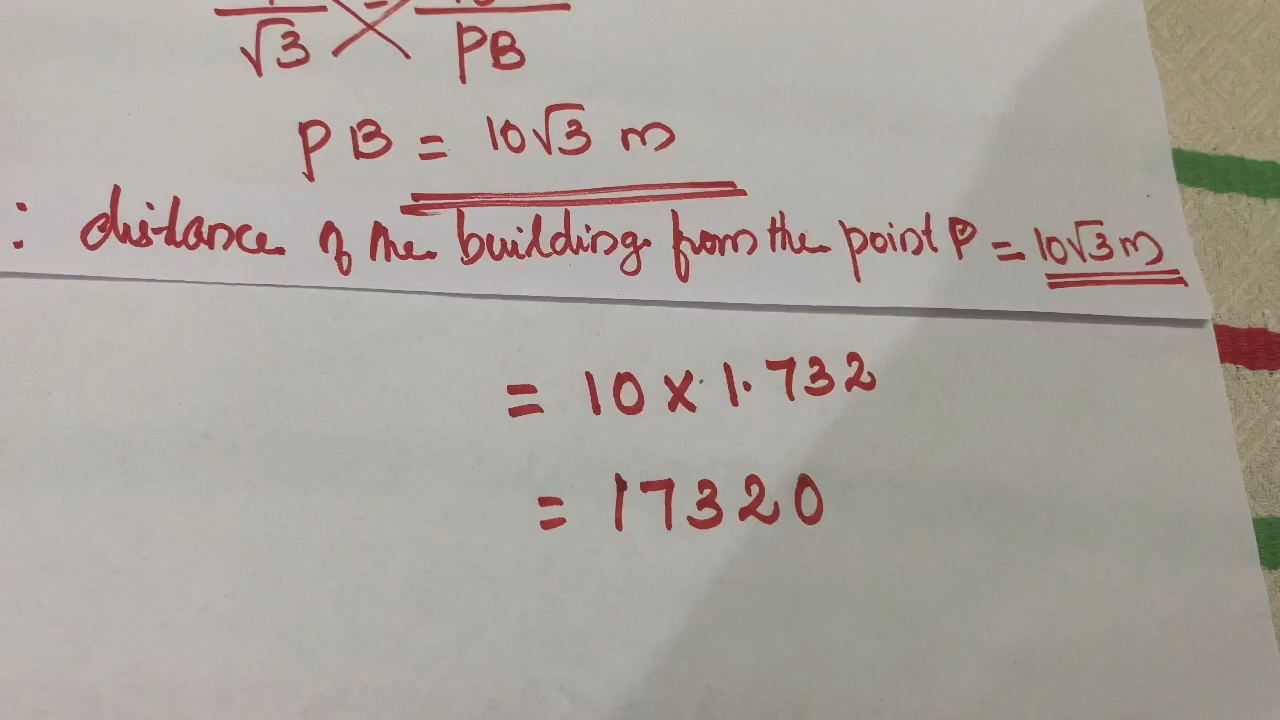 √3 PB
PB = 10√3 m
: distance of the building from the point P = 10√3 m
= 10 × 1.732
= 17320